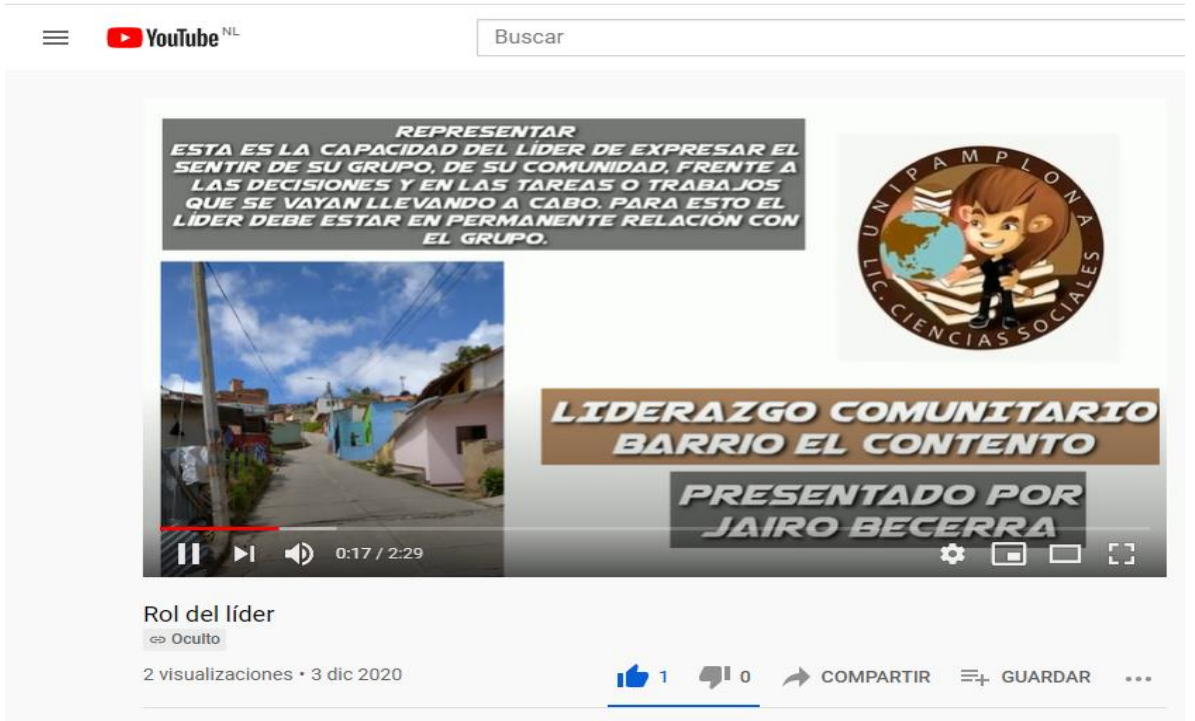 YouTube NL
Buscar
REPRESENTAR
ESTA ES LA CAPACIDAD DEL LÍDER DE EXPRESAR EL
SENTIR DE SU GRUPO, DE SU COMUNIDAD, FRENTE A
LAS DECISIONES Y EN LAS TAREAS O TRABAJOS
QUE SE VAYAN LLEVANDO A CABO. PARA ESTO EL
LÍDER DEBE ESTAR EN PERMANENTE RELACIÓN CON
EL GRUPO.
UNIPAMPLONA
LIC. CIENCIAS SOCIALES
LIDERAZGO COMUNITARIO
BARRIO EL CONTENTO
PRESENTADO POR
JAIRO BECERRA
0:17 / 2:29
Rol del líder
Oculto
2 visualizaciones • 3 dic 2020
1 0 COMPARTIR GUARDAR